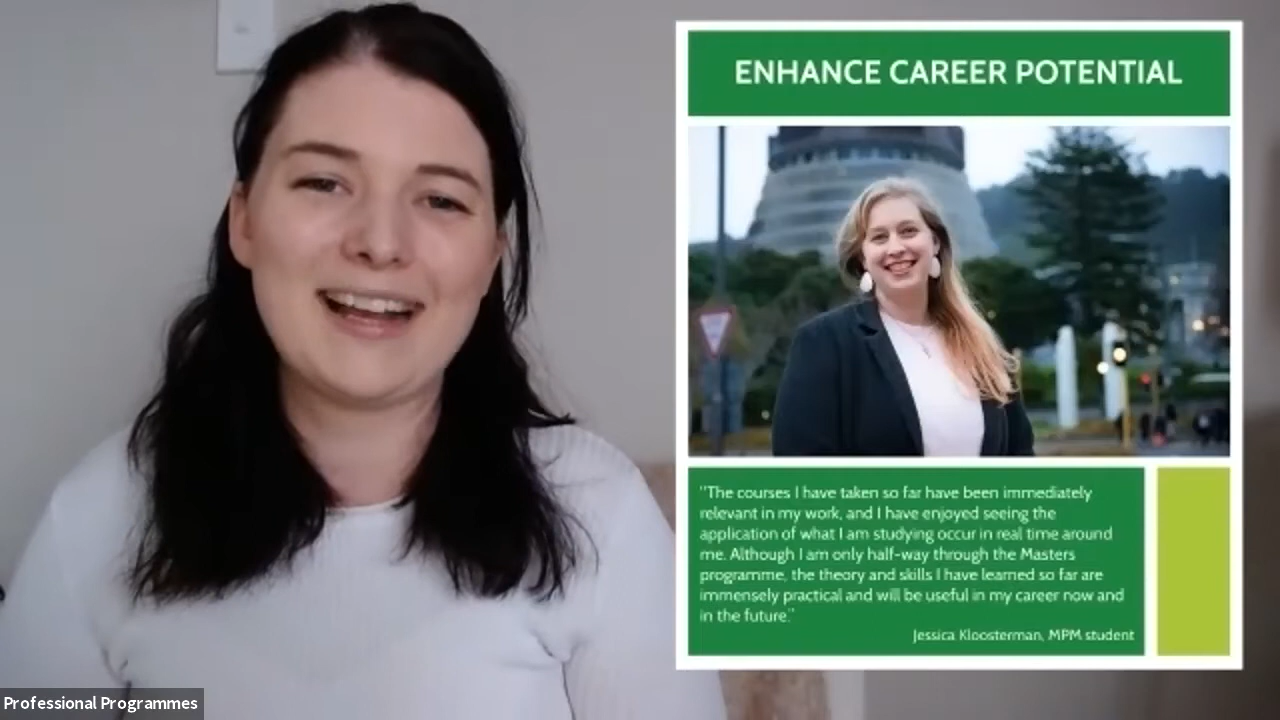 ENHANCE CAREER POTENTIAL
"The courses I have taken so far have been immediately
relevant in my work, and I have enjoyed seeing the
application of what I am studying occur in real time around
me. Although I am only half-way through the Masters
programme, the theory and skills I have learned so far are
immensely practical and will be useful in my career now and
in the future."
Jessica Kloosterman, MPM student
Professional Programmes